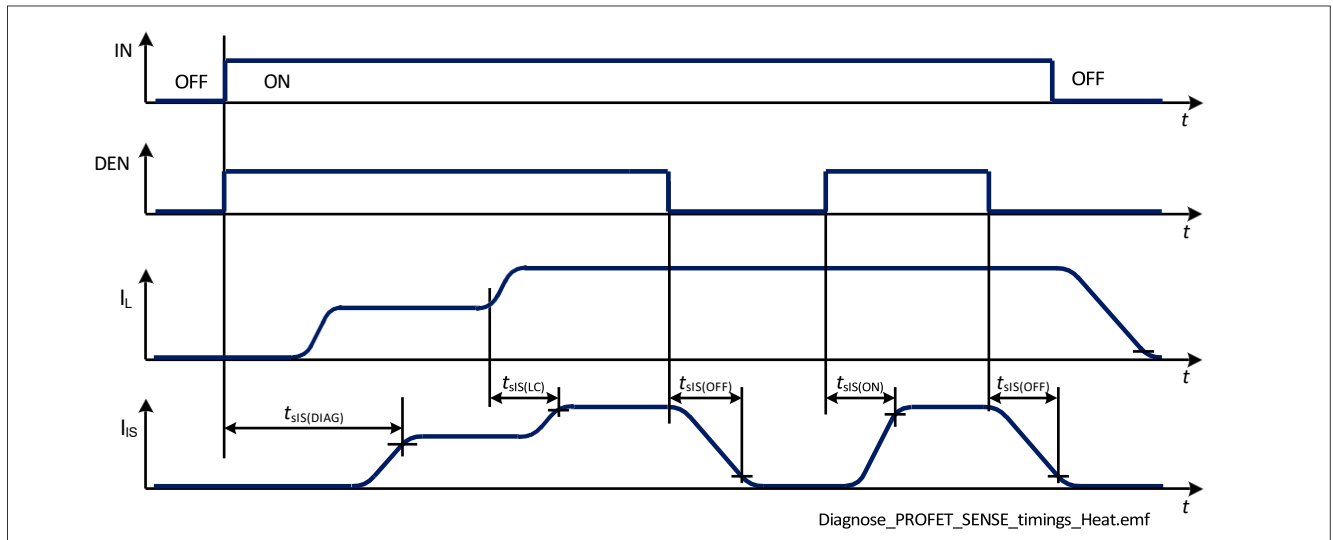 IN
OFF ON OFF
t
DEN
t
IL
t
tsIS(LC) tsIS(OFF) tsIS(ON) tsIS(OFF)
tsIS(DIAG)
IIS
t
Diagnose_PROFET_SENSE_timings_Heat.emf